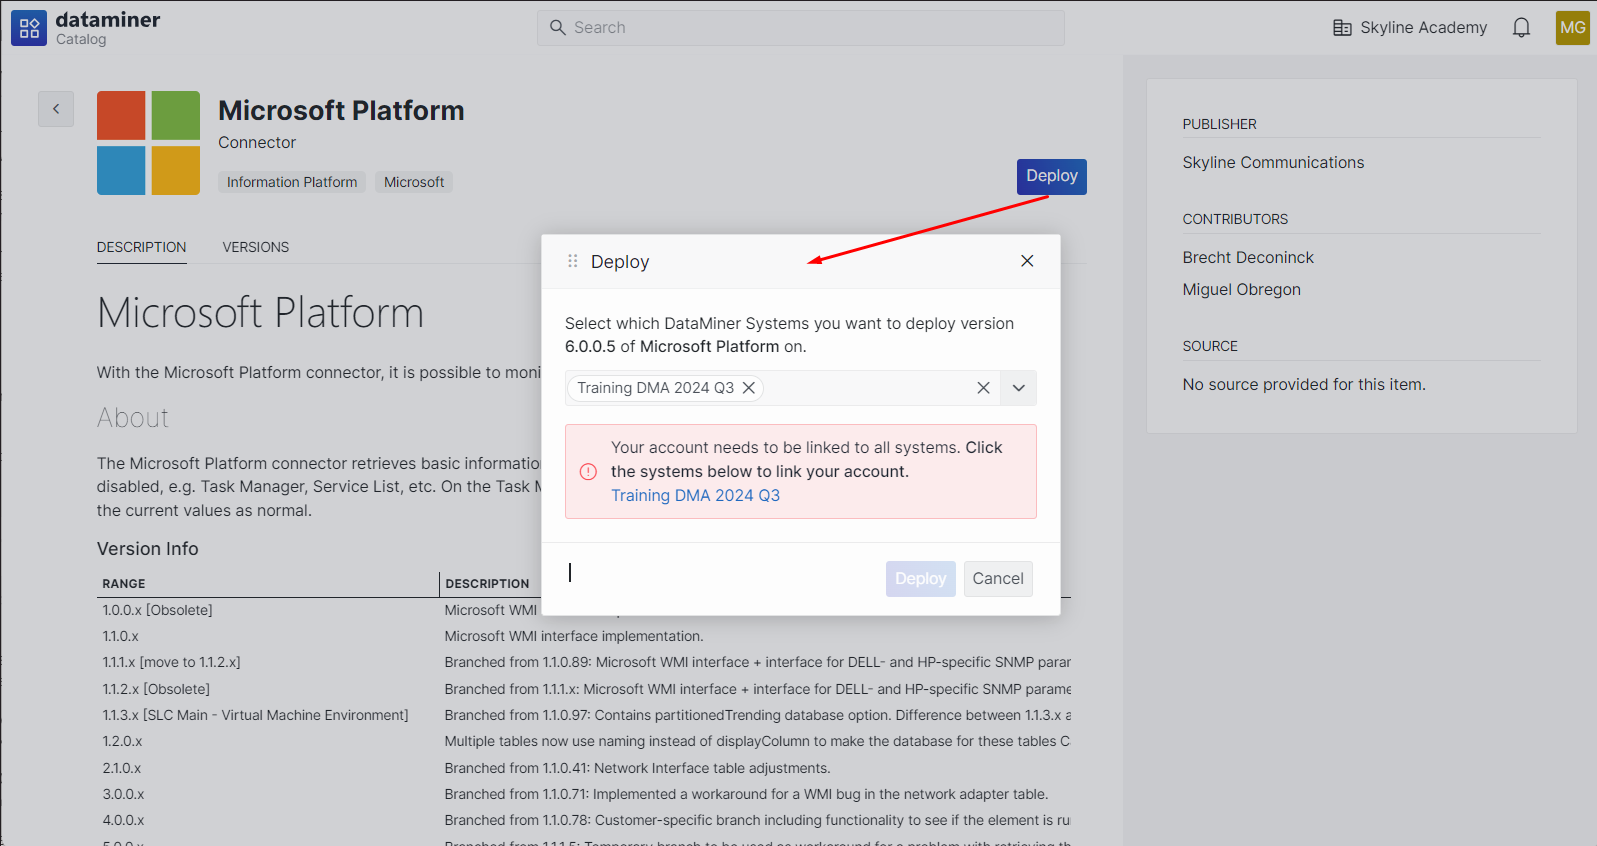 dataminer
Catalog
Search
Skyline Academy
MG
Microsoft Platform
Connector
Information Platform
Microsoft
Deploy
DESCRIPTION
VERSIONS
Microsoft Platform
With the Microsoft Platform connector, it is possible to moni
About
The Microsoft Platform connector retrieves basic informatio
disabled, e.g. Task Manager, Service List, etc. On the Task M
the current values as normal.
Version Info
RANGE DESCRIPTION
1.0.0.x [Obsolete] Microsoft WMI
1.1.0.x Microsoft WMI interface implementation.
1.1.1.x [move to 1.1.2.x] Branched from 1.1.0.89: Microsoft WMI interface + interface for DELL- and HP-specific SNMP parar
1.1.2.x [Obsolete] Branched from 1.1.1.x: Microsoft WMI interface + interface for DELL- and HP-specific SNMP parame
1.1.3.x [SLC Main - Virtual Machine Environment] Branched from 1.1.0.97: Contains partitionedTrending database option. Difference between 1.1.3.x a
1.2.0.x Multiple tables now use naming instead of displayColumn to make the database for these tables C
2.1.0.x Branched from 1.1.0.41: Network Interface table adjustments.
3.0.0.x Branched from 1.1.0.71: Implemented a workaround for a WMI bug in the network adapter table.
4.0.0.x Branched from 1.1.0.78: Customer-specific branch including functionality to see if the element is ru
Deploy
Select which DataMiner Systems you want to deploy version
6.0.0.5 of Microsoft Platform on.
Training DMA 2024 Q3
Your account needs to be linked to all systems. Click
the systems below to link your account.
Training DMA 2024 Q3
Deploy
Cancel
PUBLISHER
Skyline Communications
CONTRIBUTORS
Brecht Deconinck
Miguel Obregon
SOURCE
No source provided for this item.